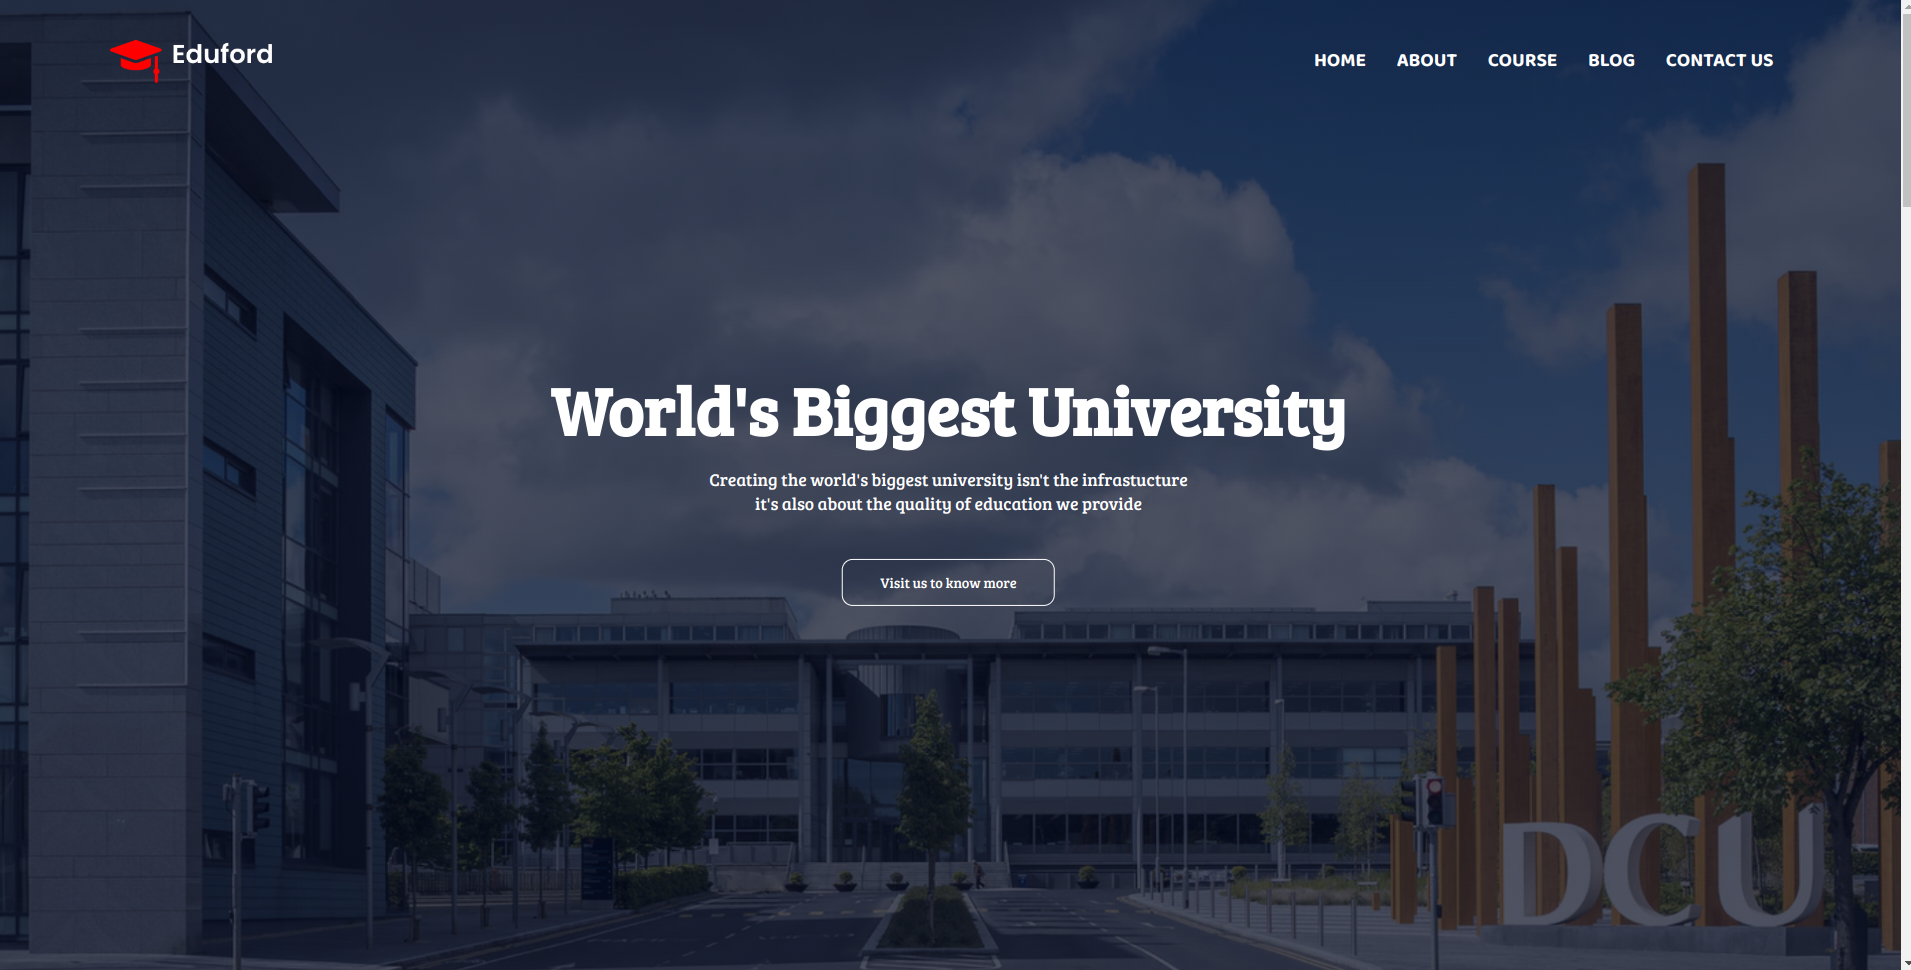 Eduford
HOME ABOUT COURSE BLOG CONTACT US
World's Biggest University
Creating the world's biggest university isn't the infrastucture
it's also about the quality of education we provide
Visit us to know more
DCU